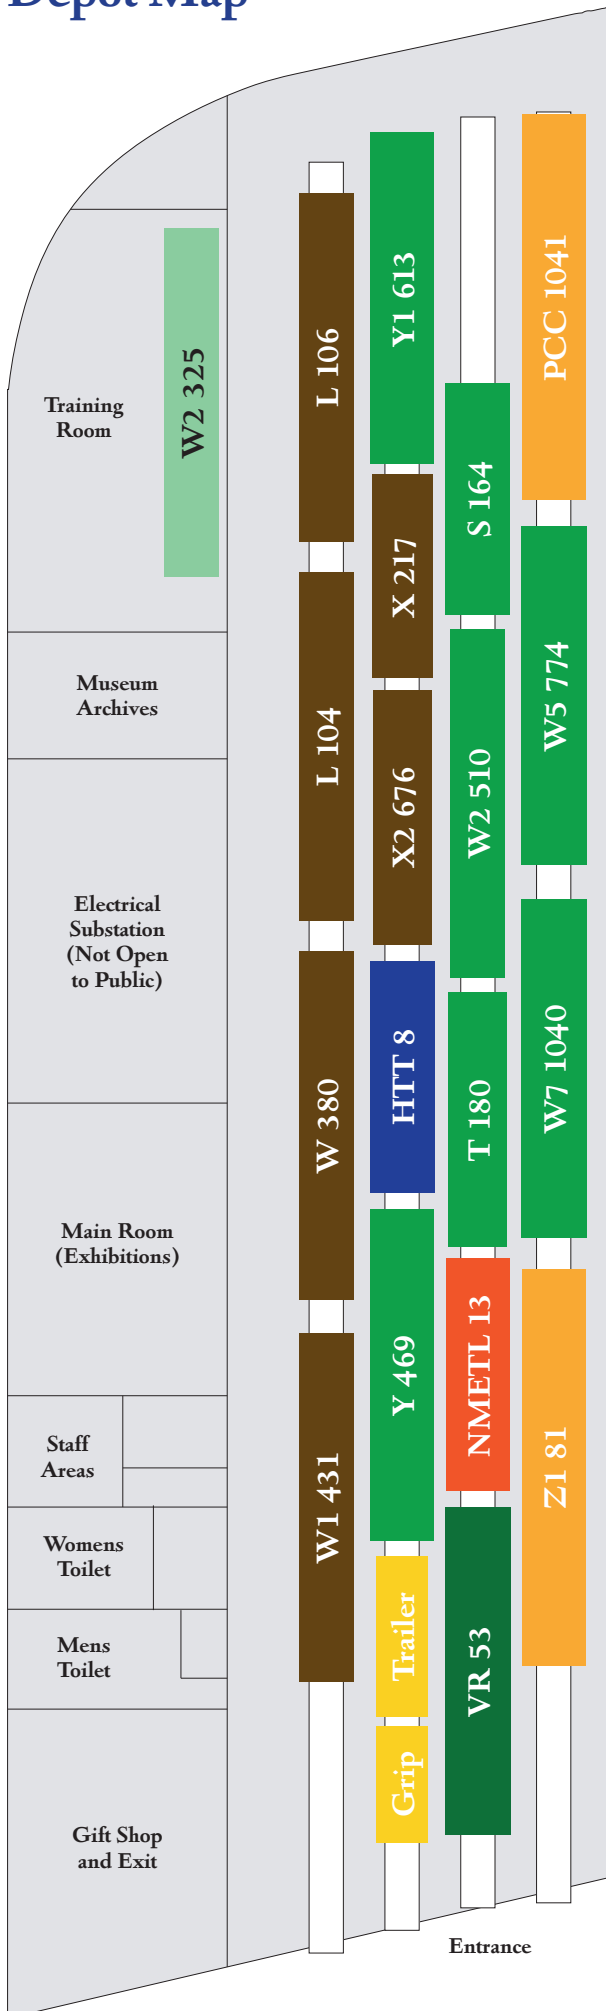 Depot Map
Training
Room
W2 325
Museum
Archives
Electrical
Substation
(Not Open
to Public)
Main Room
(Exhibitions)
Staff
Areas
Womens
Toilet
Mens
Toilet
Gift Shop
and Exit
L 106
L 104
W 380
W1 431
Y1 613
X 217
X2 676
HTT 8
Y 469
Trailer
Grip
S 164
W2 510
T 180
NMETL 13
VR 53
PCC 1041
W5 774
W7 1040
Z1 81
Entrance